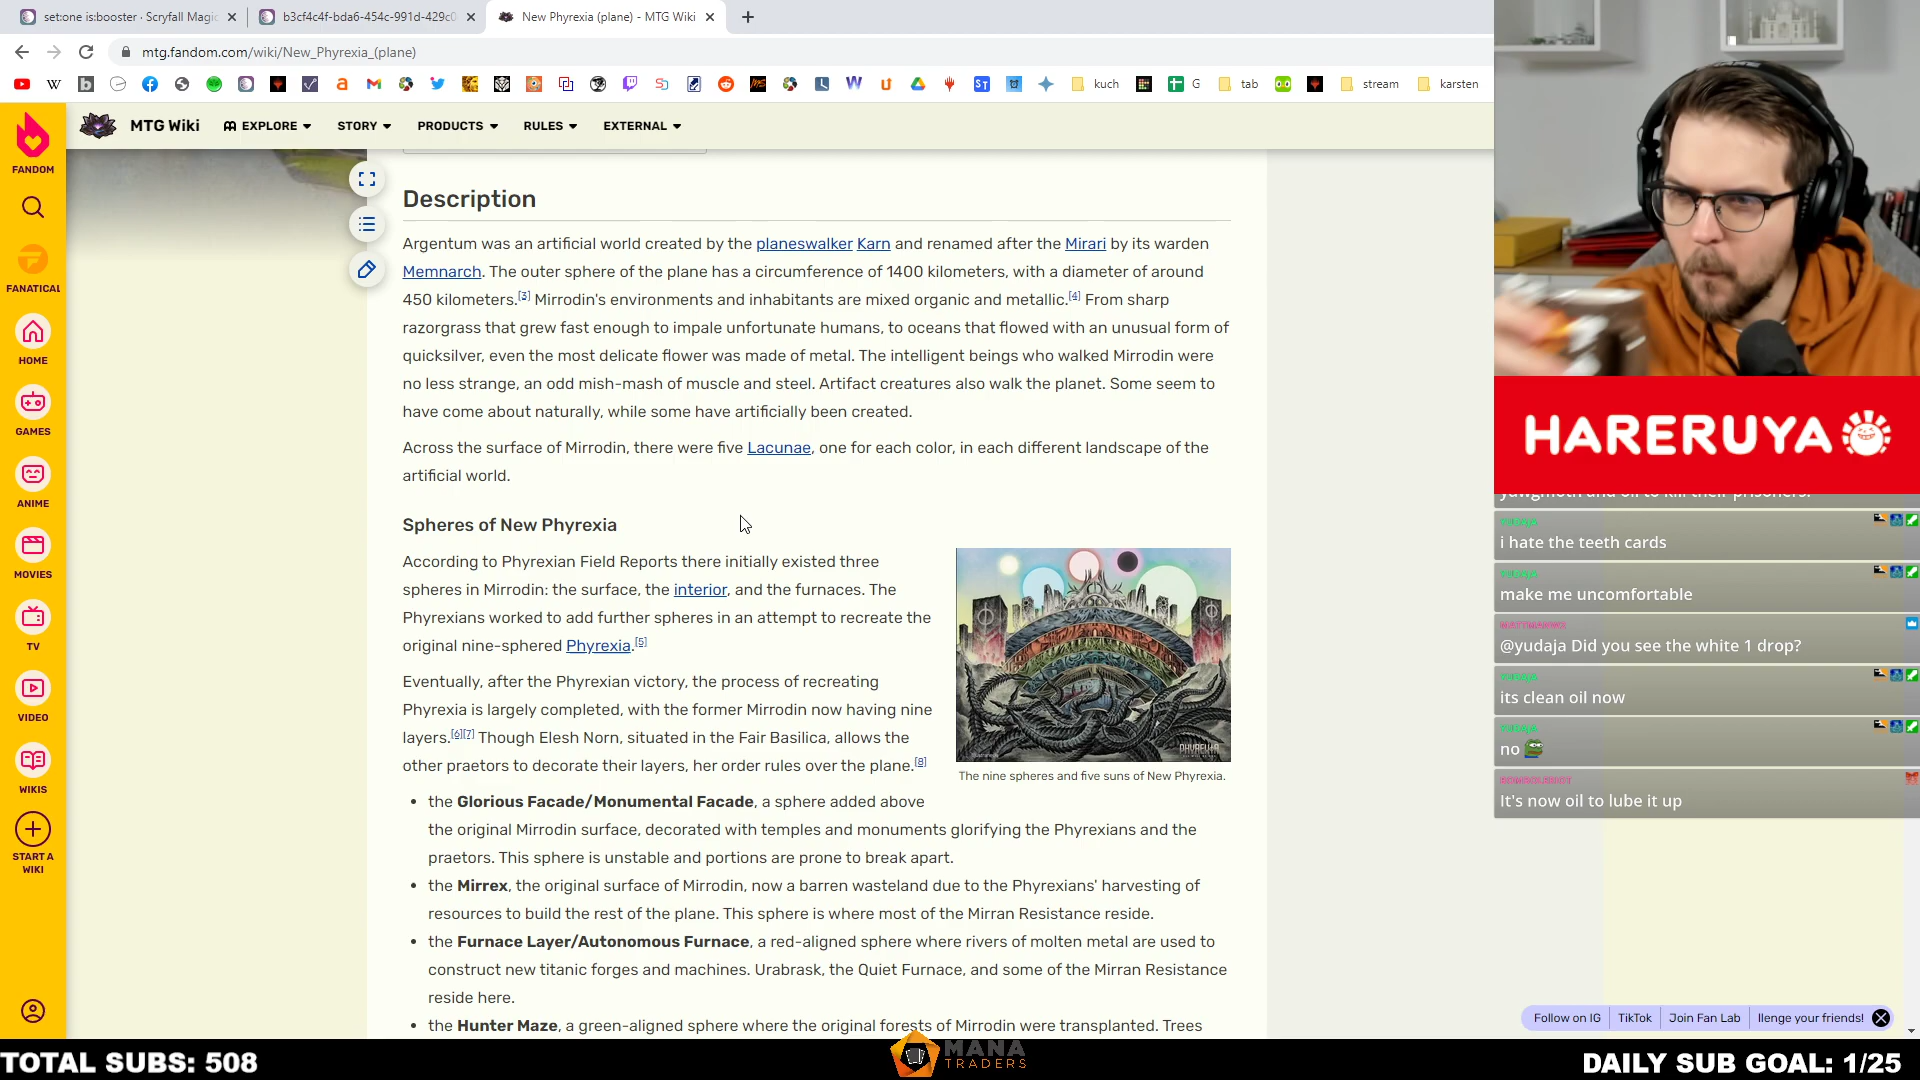 set:one is:booster · Scryfall Magic
b3cf4c4f-bda6-454c-991d-429c0
New Phyrexia (plane) - MTG Wiki
mtg.fandom.com/wiki/New_Phyrexia_(plane)
kuch
G
tab
stream
karsten
FANDOM
FANATICAL
HOME
GAMES
ANIME
MOVIES
TV
VIDEO
WIKIS
START A
WIKI
MTG Wiki
EXPLORE
STORY
PRODUCTS
RULES
EXTERNAL
Description
Argentum was an artificial world created by the planeswalker Karn and renamed after the Mirari by its warden
Memnarch. The outer sphere of the plane has a circumference of 1400 kilometers, with a diameter of around
450 kilometers.[3] Mirrodin's environments and inhabitants are mixed organic and metallic.[4] From sharp
razorgrass that grew fast enough to impale unfortunate humans, to oceans that flowed with an unusual form of
quicksilver, even the most delicate flower was made of metal. The intelligent beings who walked Mirrodin were
no less strange, an odd mish-mash of muscle and steel. Artifact creatures also walk the planet. Some seem to
have come about naturally, while some have artificially been created.
Across the surface of Mirrodin, there were five Lacunae, one for each color, in each different landscape of the
artificial world.
Spheres of New Phyrexia
According to Phyrexian Field Reports there initially existed three
spheres in Mirrodin: the surface, the interior, and the furnaces. The
Phyrexians worked to add further spheres in an attempt to recreate the
original nine-sphered Phyrexia.[5]
Eventually, after the Phyrexian victory, the process of recreating
Phyrexia is largely completed, with the former Mirrodin now having nine
layers.[6][7] Though Elesh Norn, situated in the Fair Basilica, allows the
other praetors to decorate their layers, her order rules over the plane.[8]
PHYREXIA
The nine spheres and five suns of New Phyrexia.
• the Glorious Facade/Monumental Facade, a sphere added above
the original Mirrodin surface, decorated with temples and monuments glorifying the Phyrexians and the
praetors. This sphere is unstable and portions are prone to break apart.
• the Mirrex, the original surface of Mirrodin, now a barren wasteland due to the Phyrexians' harvesting of
resources to build the rest of the plane. This sphere is where most of the Mirran Resistance reside.
• the Furnace Layer/Autonomous Furnace, a red-aligned sphere where rivers of molten metal are used to
construct new titanic forges and machines. Urabrask, the Quiet Furnace, and some of the Mirran Resistance
reside here.
• the Hunter Maze, a green-aligned sphere where the original forests of Mirrodin were transplanted. Trees
HARERUYA
yawgmoth and oil to kill their prisoners.
YUDAJA
i hate the teeth cards
YUDAJA
make me uncomfortable
@yudaja Did you see the white 1 drop?
YUDAJA
its clean oil now
YUDAJA
no
It's now oil to lube it up
Follow on IG
TikTok
Join Fan Lab
llenge your friends!
TOTAL SUBS: 508
MANA
TRADERS
DAILY SUB GOAL: 1/25